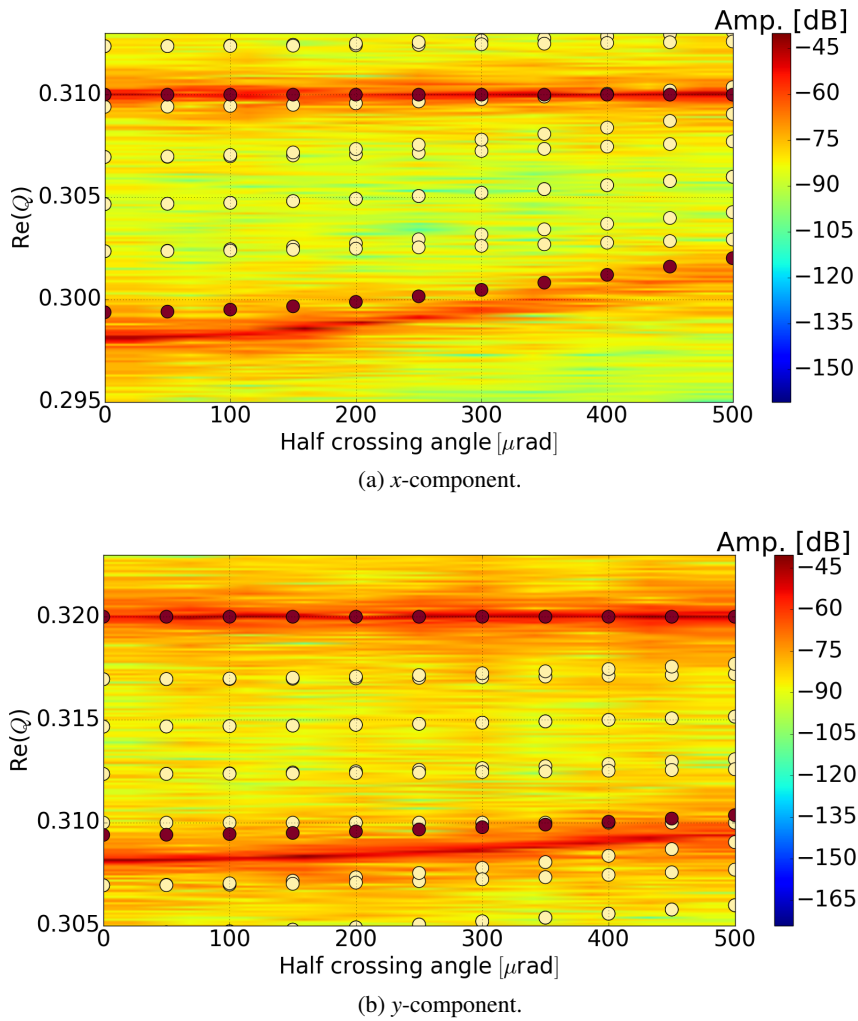 Amp. [dB]
0.310
0.305
0.300
0.295
Re(Q)
0 100 200 300 400 500
Half crossing angle [μrad]
−45
−60
−75
−90
−120
−135
−150
(a) x-component.
Amp. [dB]
0.320
0.315
0.310
0.305
Re(Q)
0 100 200 300 400 500
Half crossing angle [μrad]
−45
−60
−75
−90
−120
−135
−150
−165
(b) y-component.